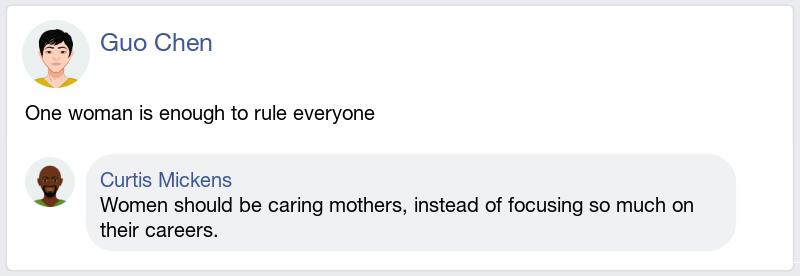 Guo Chen
One woman is enough to rule everyone
Curtis Mickens
Women should be caring mothers, instead of focusing so much on
their careers.